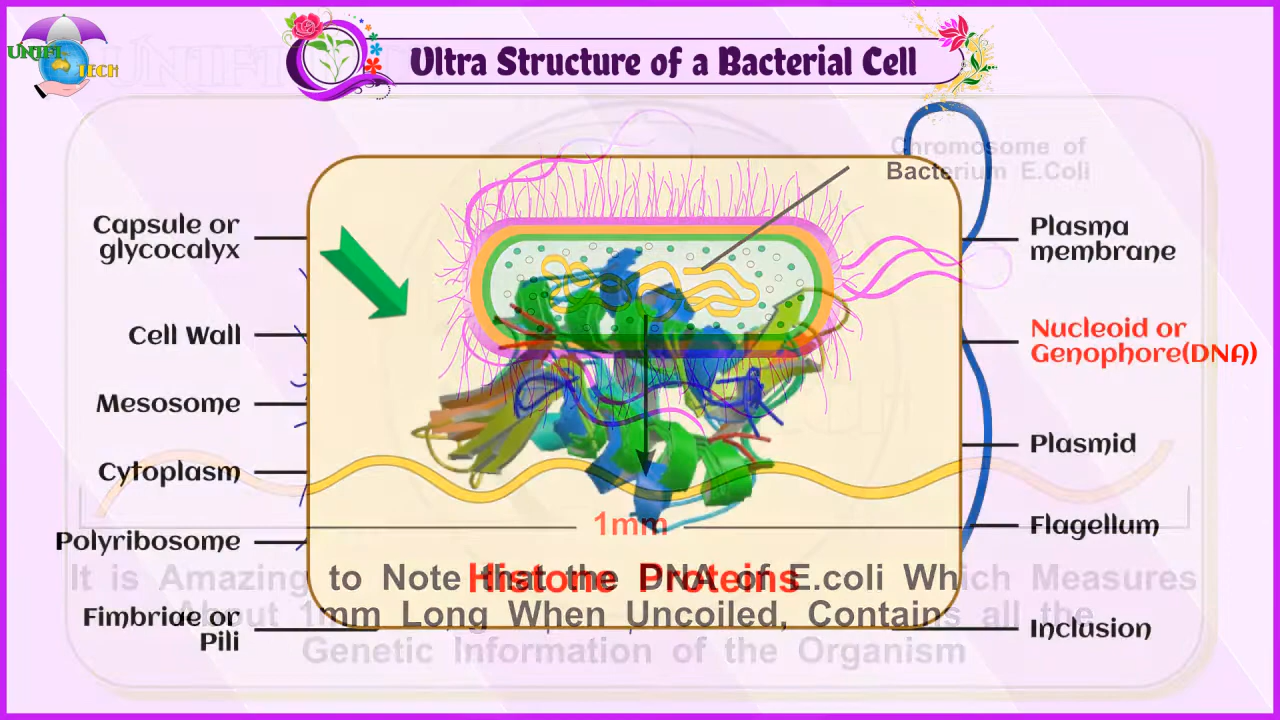 UNIFI
TECH
Ultra Structure of a Bacterial Cell
Chromosome of
Bacterium E.Coli
Capsule or
glycocalyx
Cell Wall
Mesosome
Cytoplasm
Polyribosome
Fimbriae or
Pili
Plasma
membrane
Nucleoid or
Genophore(DNA)
Plasmid
Flagellum
Inclusion
1mm
Histone Proteins
It is Amazing to Note that the DNA of E.coli Which Measures
About 1mm Long When Uncoiled, Contains all the
Genetic Information of the Organism